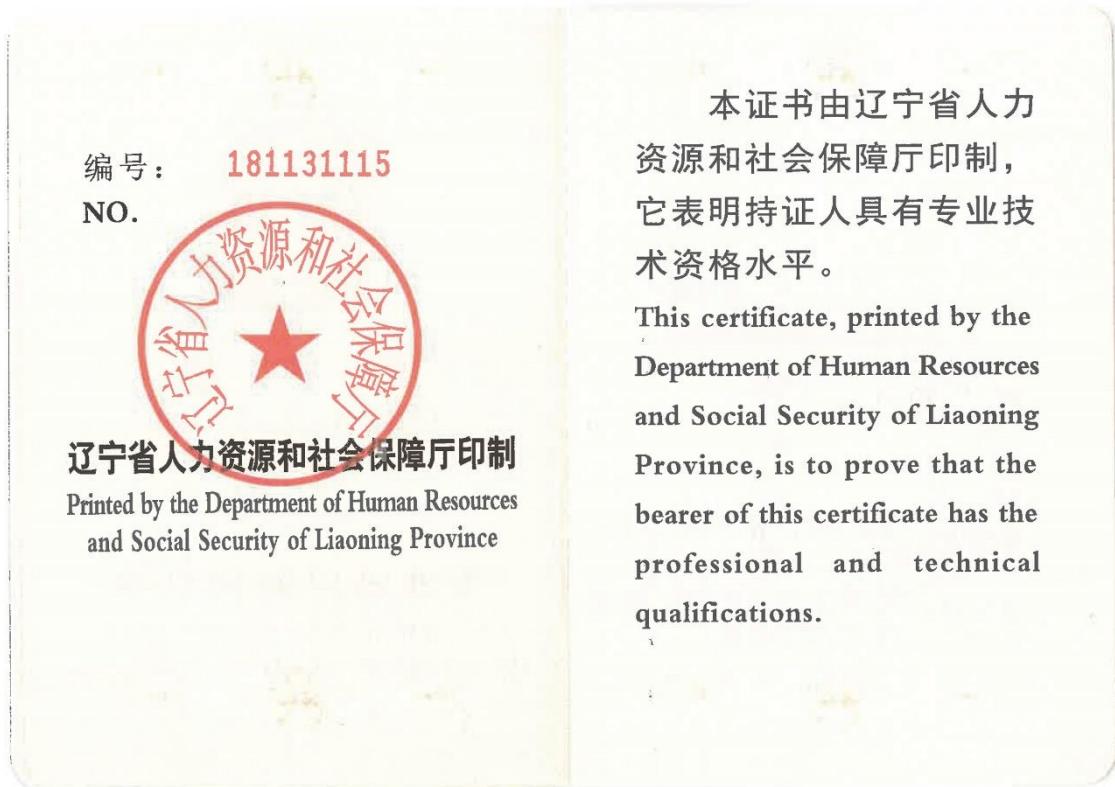 编号： 181131115
NO.
辽宁省人力资源和社会保障厅
辽宁省人力资源和社会保障厅印制
Printed by the Department of Human Resources
and Social Security of Liaoning Province
本证书由辽宁省人力
资源和社会保障厅印制，
它表明持证人具有专业技
术资格水平。
This certificate, printed by the
Department of Human Resources
and Social Security of Liaoning
Province, is to prove that the
bearer of this certificate has the
professional and technical
qualifications.